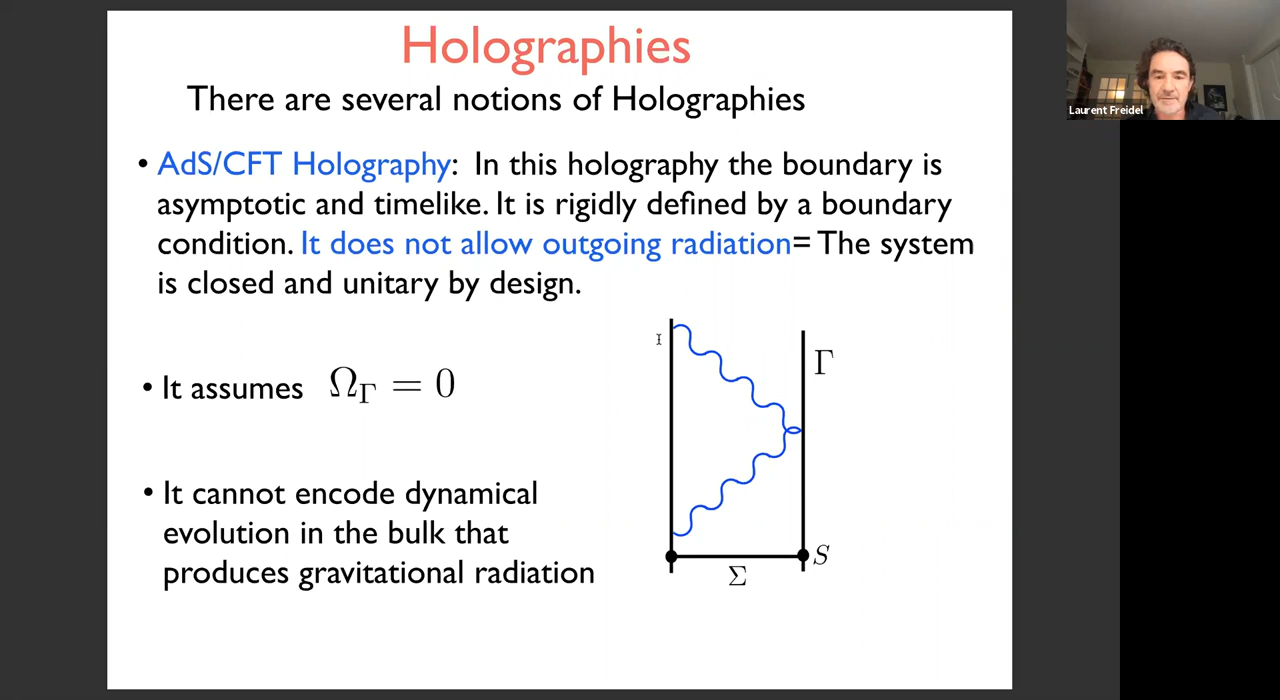 Holographies
There are several notions of Holographies
• AdS/CFT Holography: In this holography the boundary is
asymptotic and timelike. It is rigidly defined by a boundary
condition. It does not allow outgoing radiation= The system
is closed and unitary by design.
• It assumes Ω_Γ = 0
• It cannot encode dynamical
evolution in the bulk that
produces gravitational radiation
Γ
S
Σ
Laurent Freidel